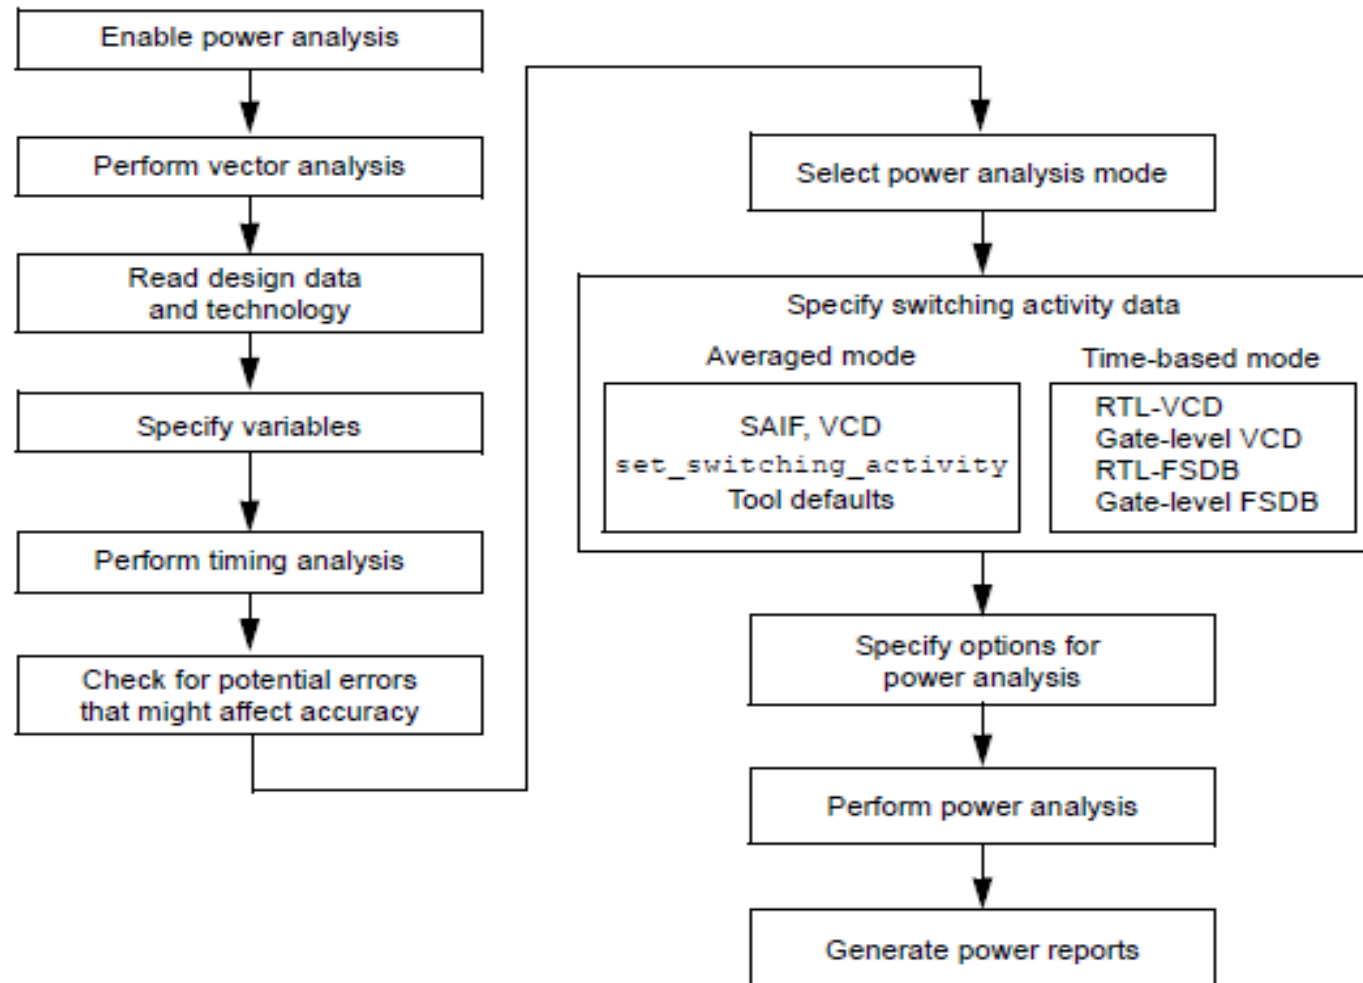 Enable power analysis
Perform vector analysis
Read design data
and technology
Specify variables
Perform timing analysis
Check for potential errors
that might affect accuracy
Select power analysis mode
Specify switching activity data
Averaged mode
SAIF, VCD
set_switching_activity
Tool defaults
Time-based mode
RTL-VCD
Gate-level VCD
RTL-FSDB
Gate-level FSDB
Specify options for
power analysis
Perform power analysis
Generate power reports